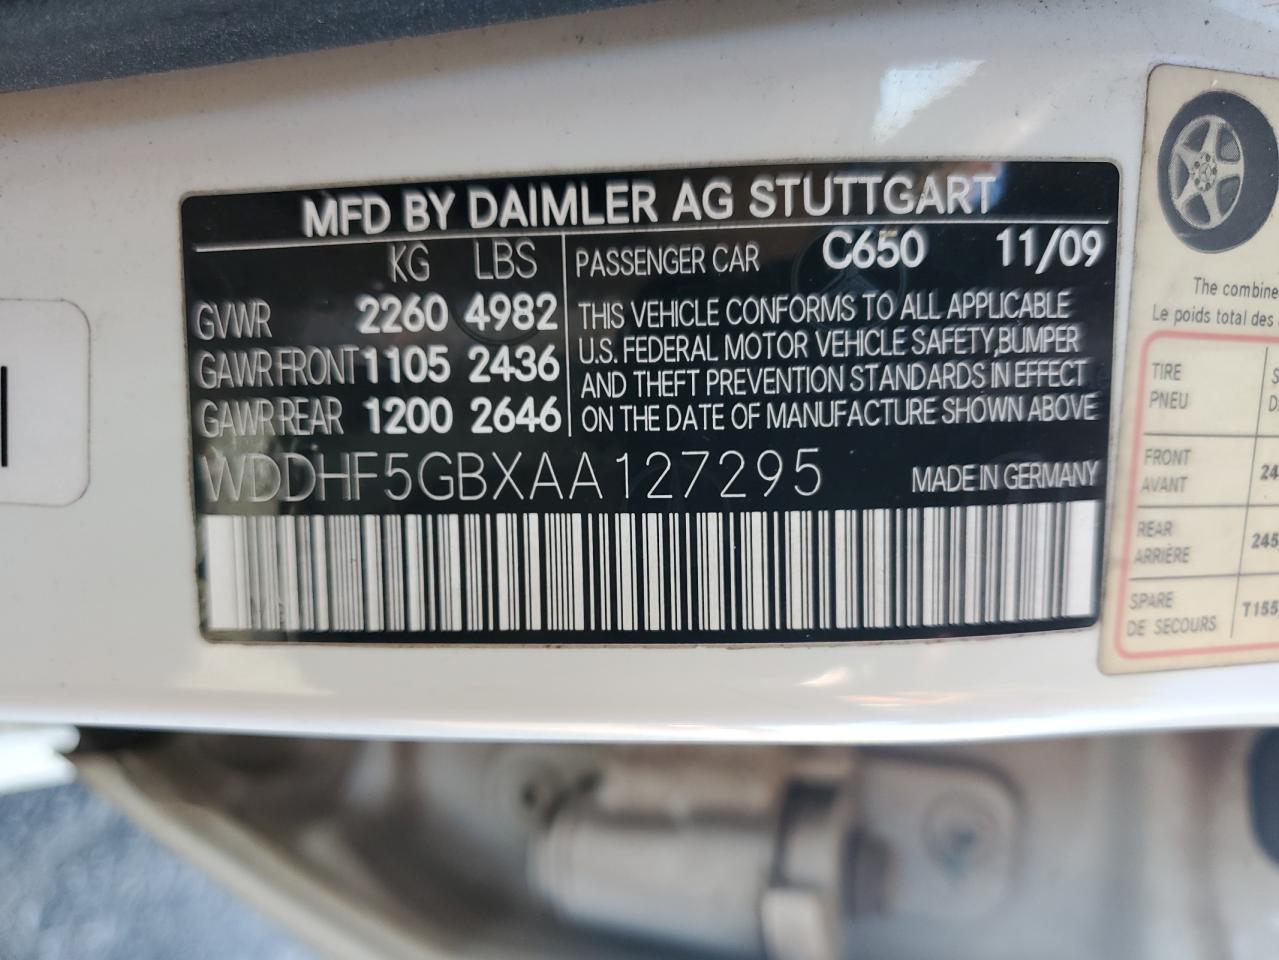 MFD BY DAIMLER AG STUTTGART
KG LBS
GVWR 2260 4982
GAWR FRONT 1105 2436
GAWR REAR 1200 2646
PASSENGER CAR C650 11/09
THIS VEHICLE CONFORMS TO ALL APPLICABLE
U.S. FEDERAL MOTOR VEHICLE SAFETY,BUMPER
AND THEFT PREVENTION STANDARDS IN EFFECT
ON THE DATE OF MANUFACTURE SHOWN ABOVE
WDDHF5GBXAA127295 MADE IN GERMANY
The combine
Le poids total des
TIRE
PNEU
FRONT
AVANT 24
REAR
ARRIÈRE 245
SPARE
DE SECOURS T155